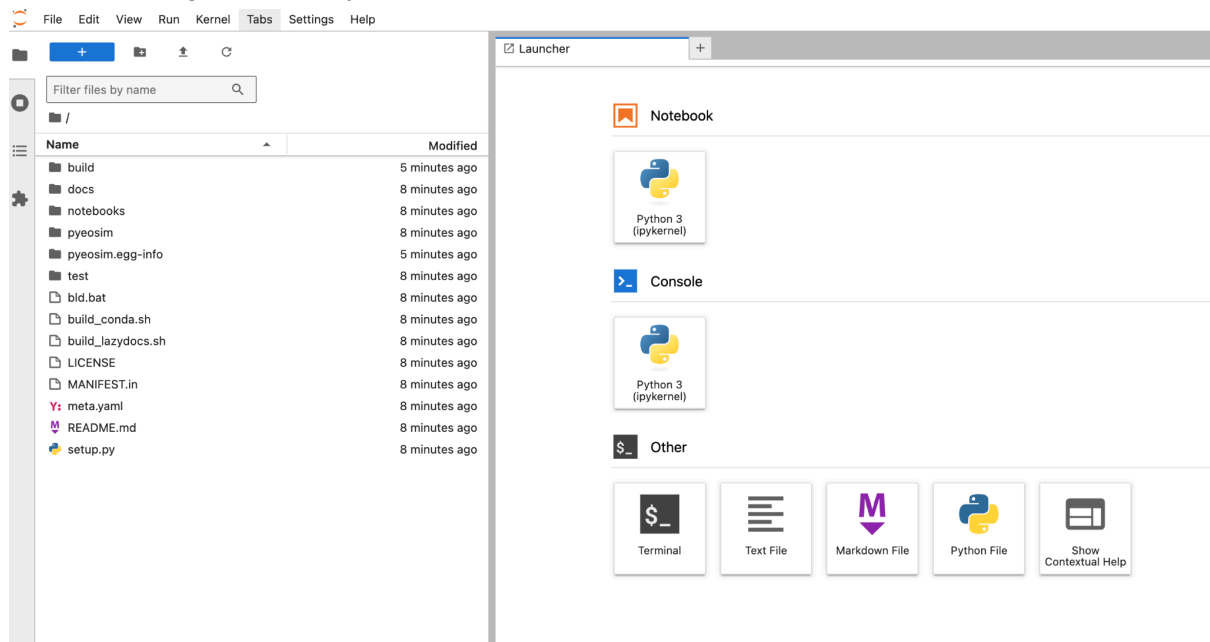 File Edit View Run Kernel Tabs Settings Help
+
Filter files by name
/
Name Modified
build 5 minutes ago
docs 8 minutes ago
notebooks 8 minutes ago
pyeosim 8 minutes ago
pyeosim.egg-info 5 minutes ago
test 8 minutes ago
bld.bat 8 minutes ago
build_conda.sh 8 minutes ago
build_lazydocs.sh 8 minutes ago
LICENSE 8 minutes ago
MANIFEST.in 8 minutes ago
Y: meta.yaml 8 minutes ago
M README.md 8 minutes ago
setup.py 8 minutes ago
Launcher +
Notebook
Python 3
(ipykernel)
>_ Console
Python 3
(ipykernel)
$_ Other
$_ M
Terminal Text File Markdown File Python File Show
Contextual Help